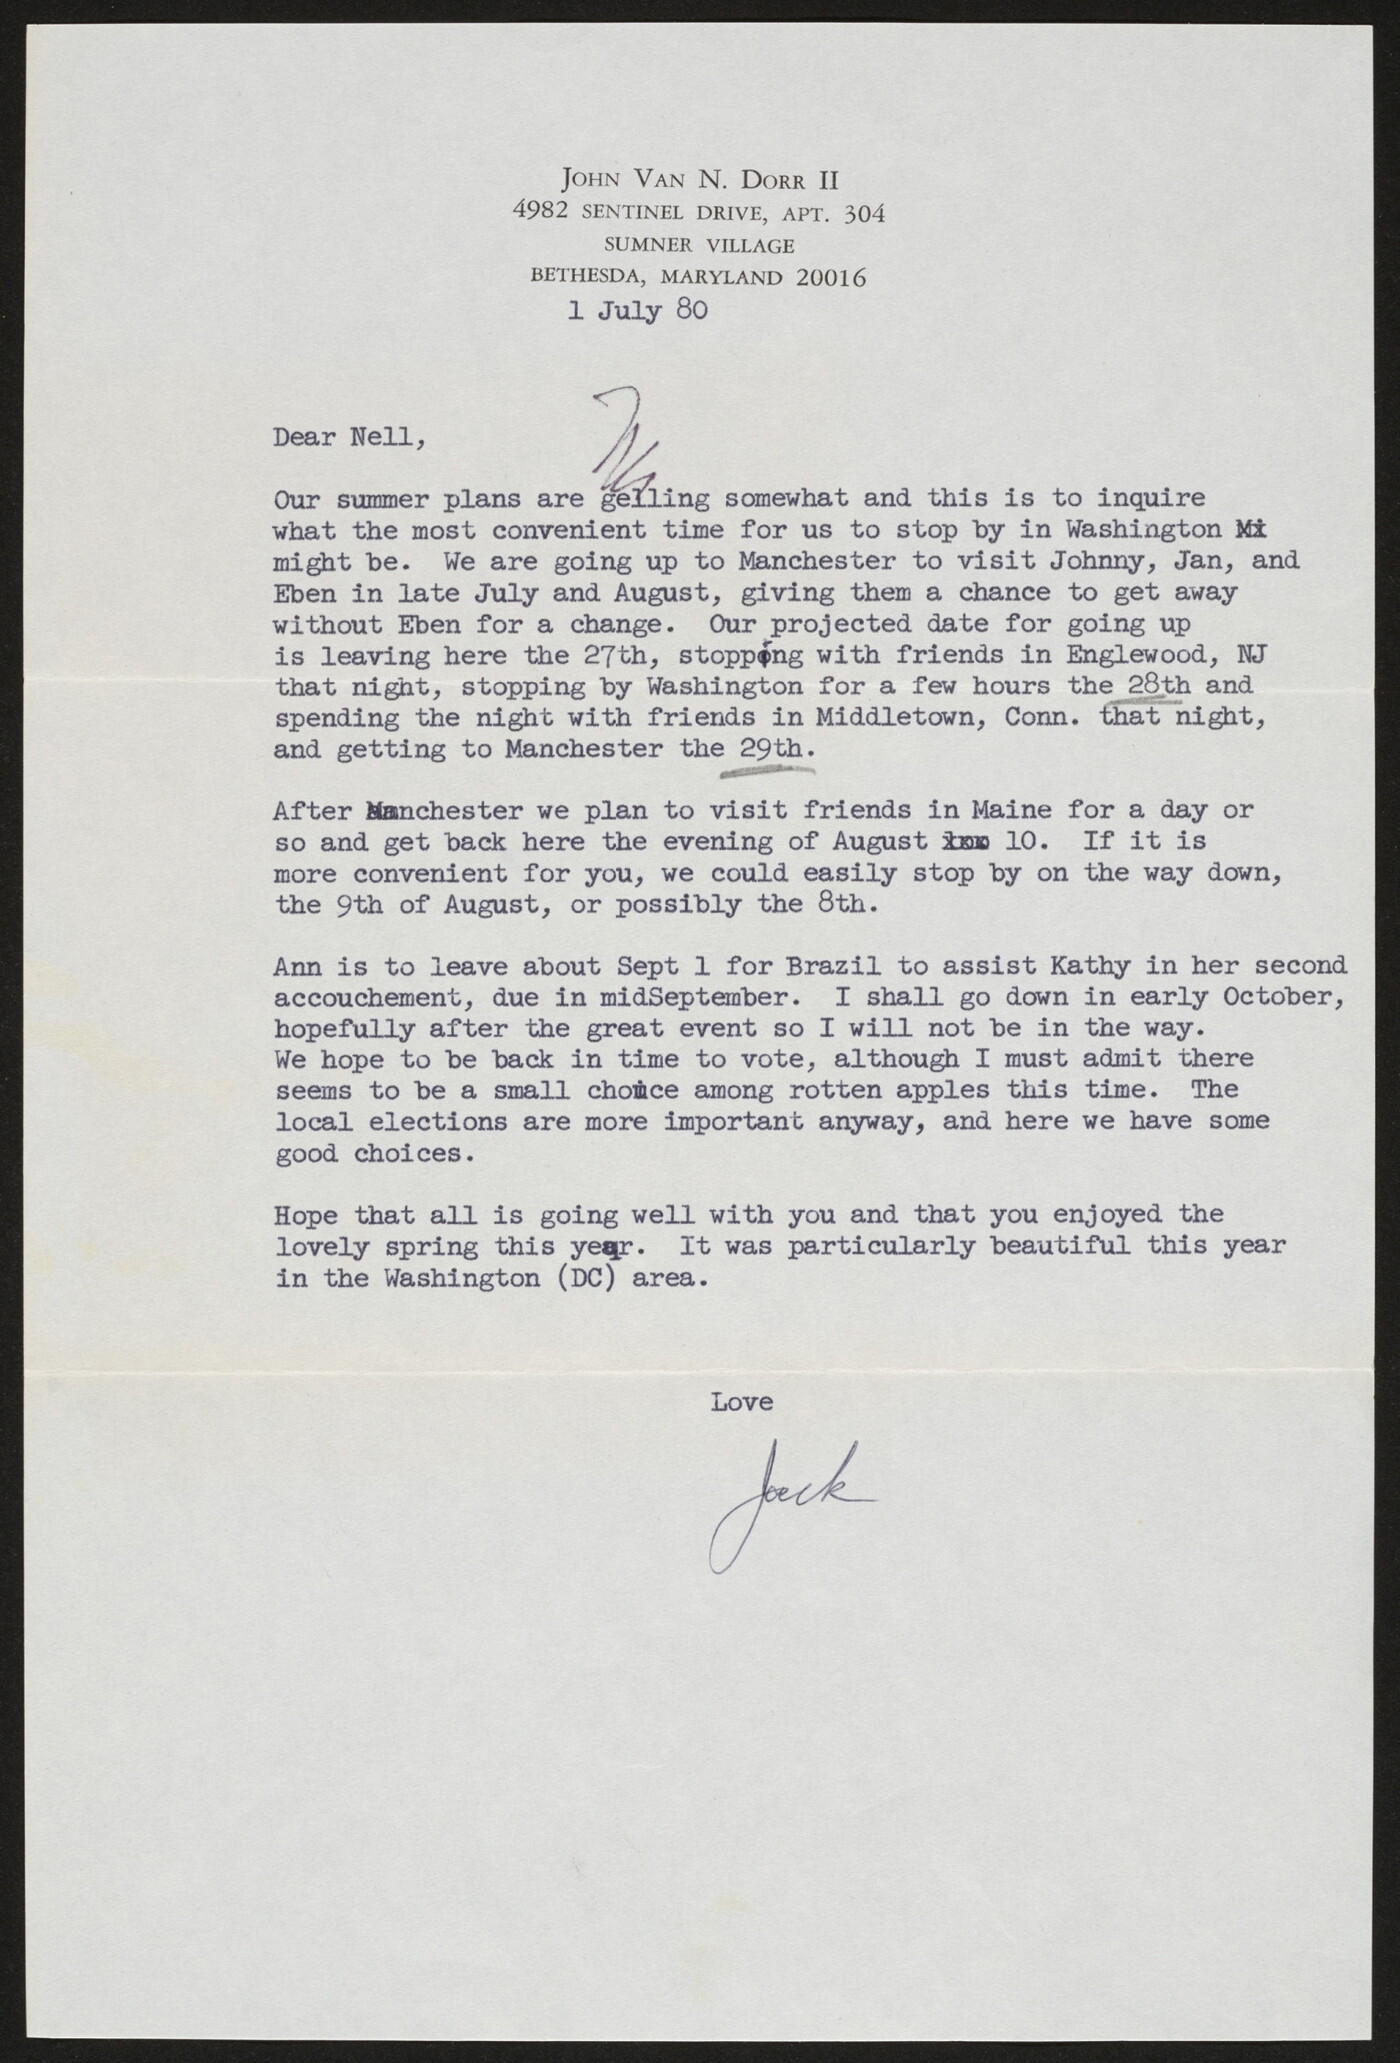 John Van N. Dorr II
4982 Sentinel Drive, Apt. 304
Sumner Village
Bethesda, Maryland 20016
1 July 80
Dear Nell,
Our summer plans are gelling somewhat and this is to inquire
what the most convenient time for us to stop by in Washington
might be. We are going up to Manchester to visit Johnny, Jan, and
Eben in late July and August, giving them a chance to get away
without Eben for a change. Our projected date for going up
is leaving here the 27th, stopping with friends in Englewood, NJ
that night, stopping by Washington for a few hours the 28th and
spending the night with friends in Middletown, Conn. that night,
and getting to Manchester the 29th.
After Manchester we plan to visit friends in Maine for a day or
so and get back here the evening of August 10. If it is
more convenient for you, we could easily stop by on the way down,
the 9th of August, or possibly the 8th.
Ann is to leave about Sept 1 for Brazil to assist Kathy in her second
accouchement, due in midSeptember. I shall go down in early October,
hopefully after the great event so I will not be in the way.
We hope to be back in time to vote, although I must admit there
seems to be a small choice among rotten apples this time. The
local elections are more important anyway, and here we have some
good choices.
Hope that all is going well with you and that you enjoyed the
lovely spring this year. It was particularly beautiful this year
in the Washington (DC) area.
Love
Jack